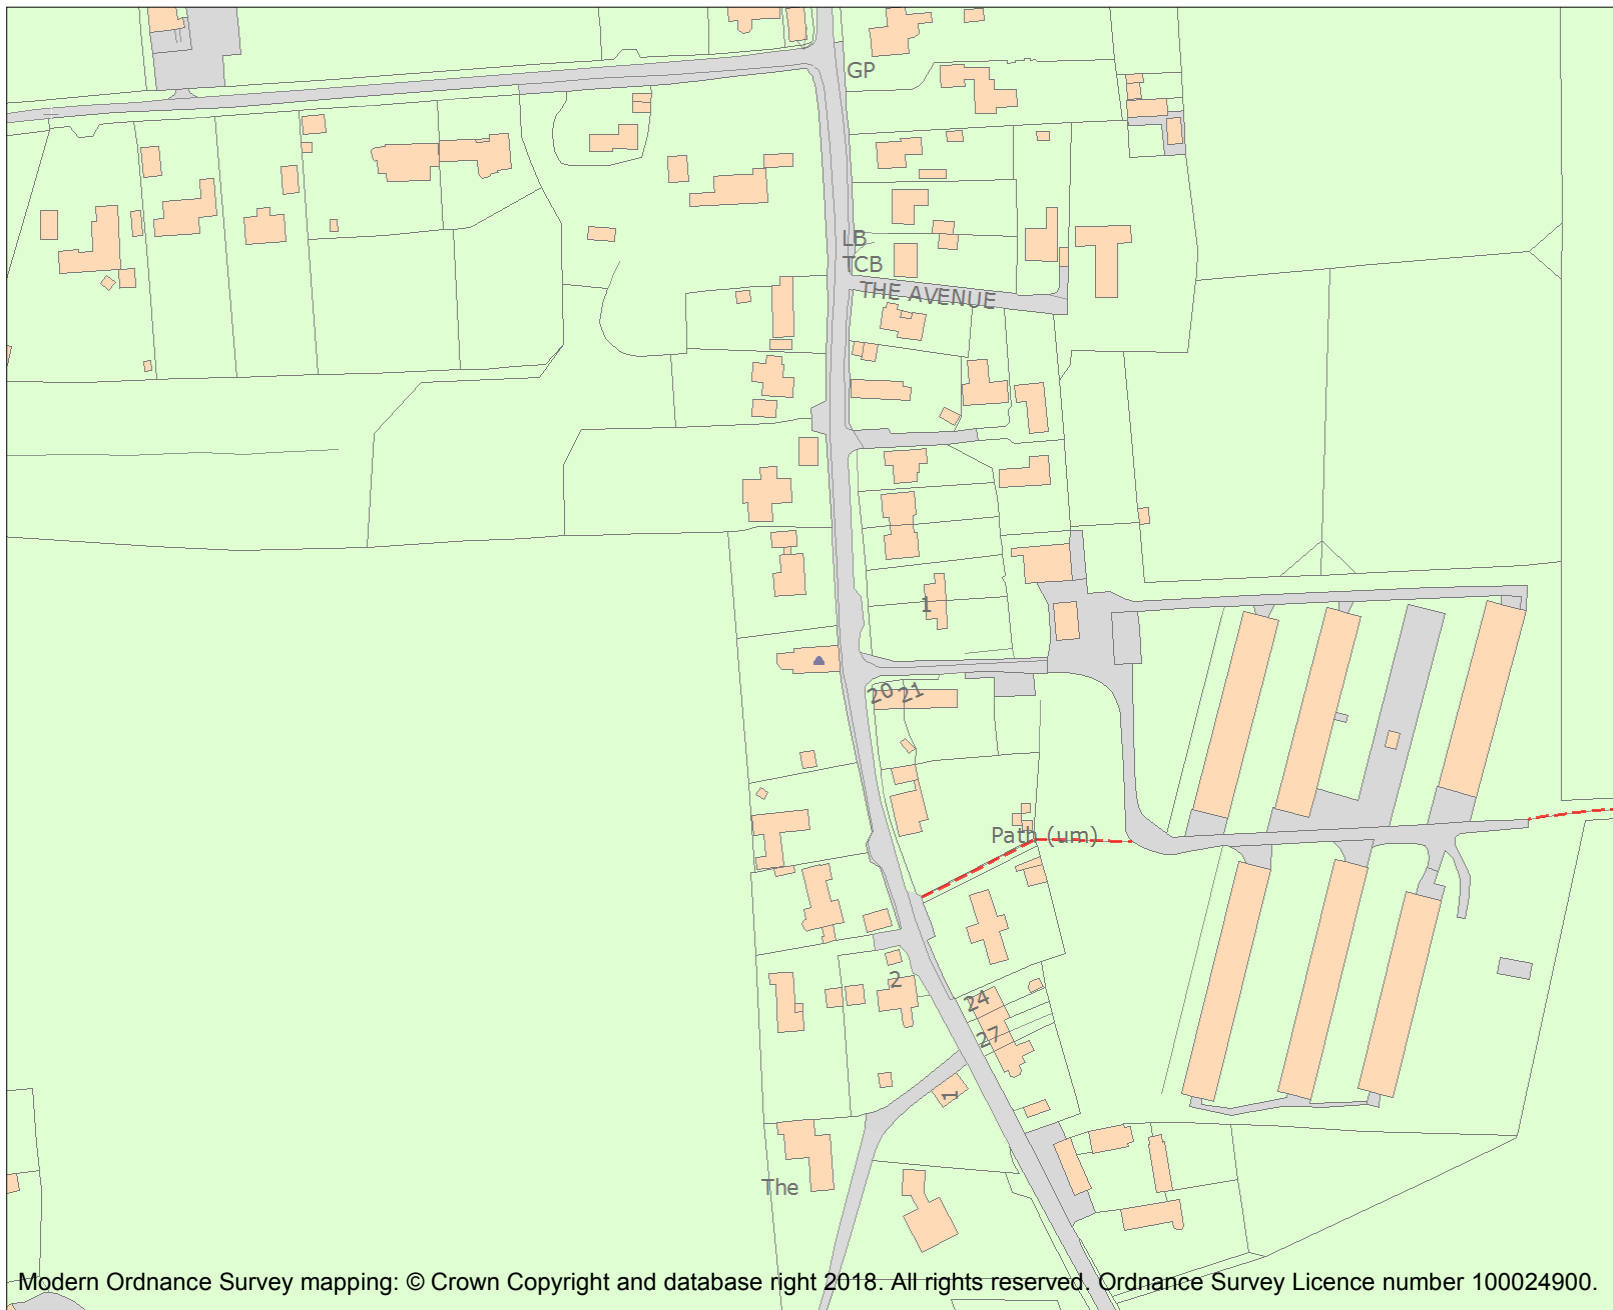 GP
LB
TCB
THE AVENUE
1
20
21
Path (um)
2
24
27
1
The
Modern Ordnance Survey mapping: © Crown Copyright and database right 2018. All rights reserved. Ordnance Survey Licence number 100024900.